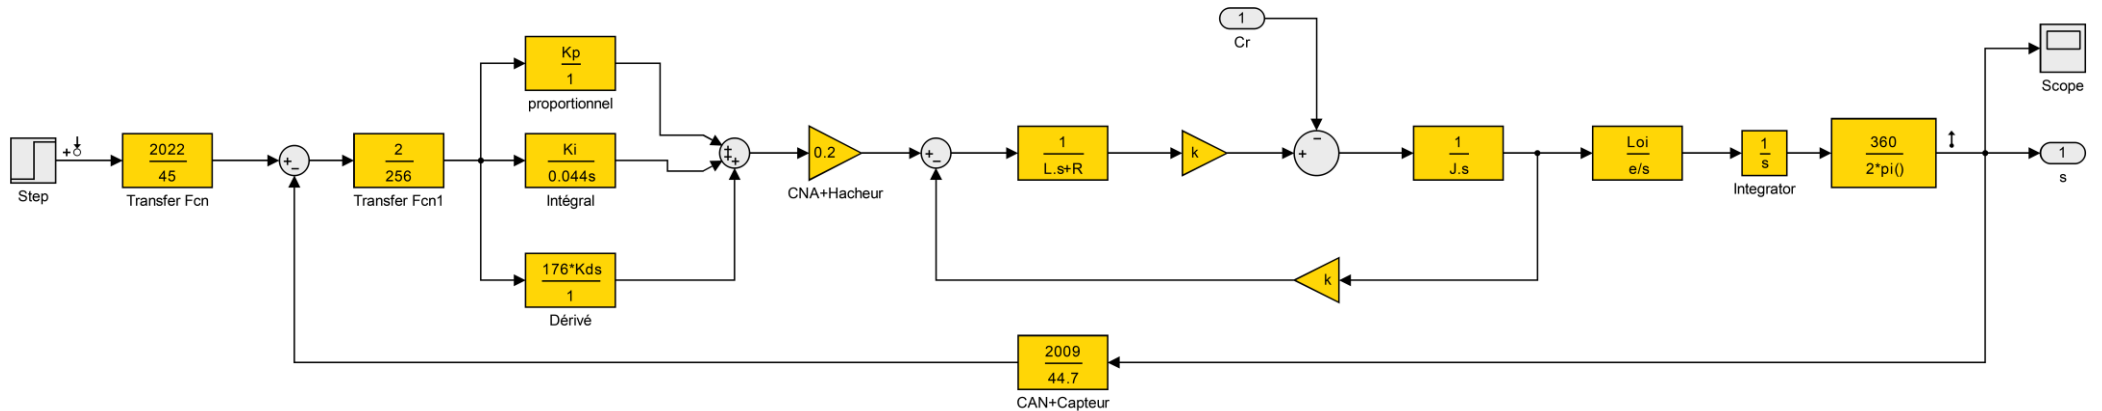 Step
+
2022
45
Transfer Fcn
+
−
2
256
Transfer Fcn1
Kp
1
proportionnel
Ki
0.044s
Intégral
176*Kds
1
Dérivé
+
+
+
0.2
CNA+Hacheur
+
−
1
L.s+R
k
1
Cr
−
+
1
J.s
k
Loi
e/s
1
s
Integrator
360
2*pi()
Scope
1
s
2009
44.7
CAN+Capteur